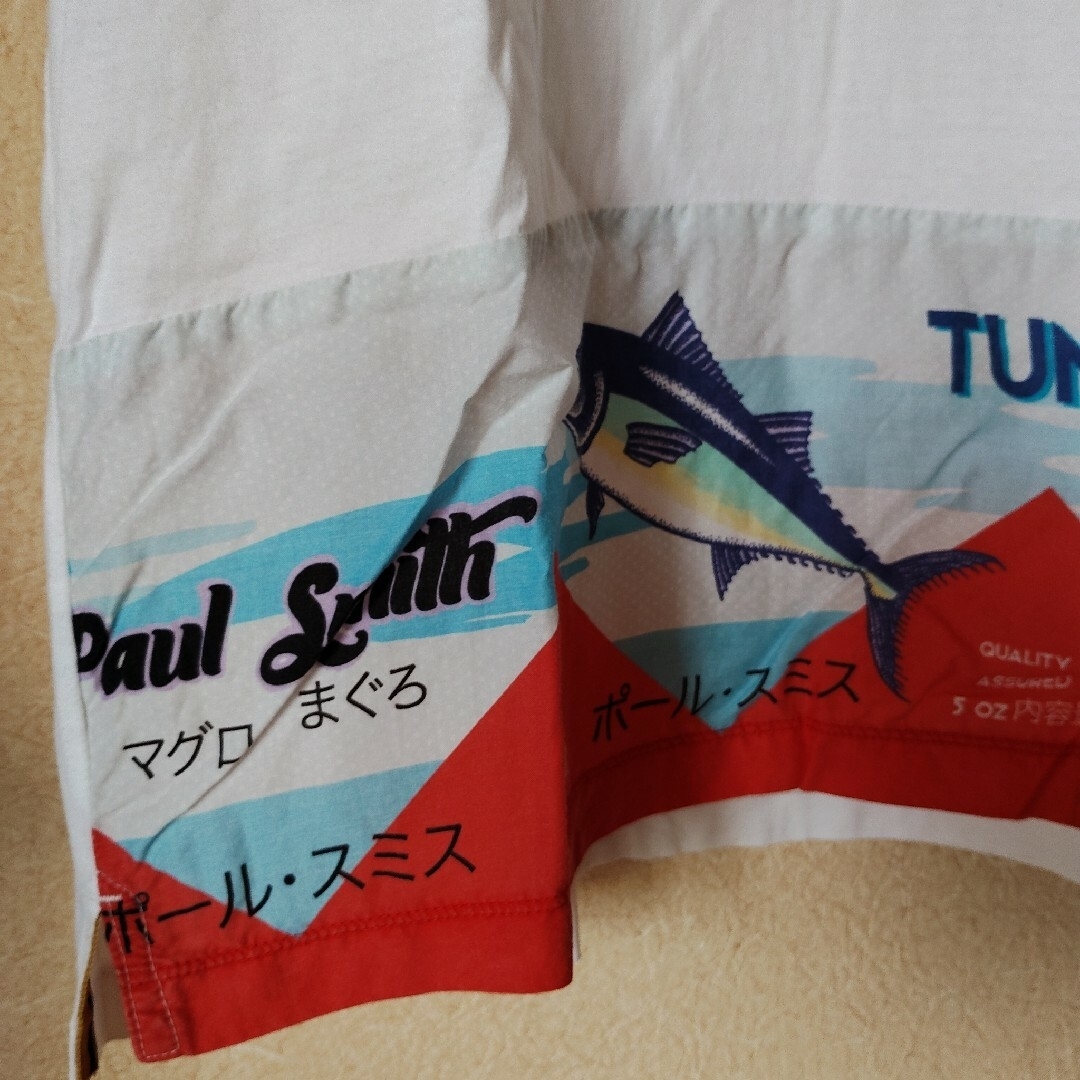 Paul Smith
マグロ まぐろ
ポール・スミス
TUN
ポール・スミス
QUALITY
ASSURED
5 OZ 内容